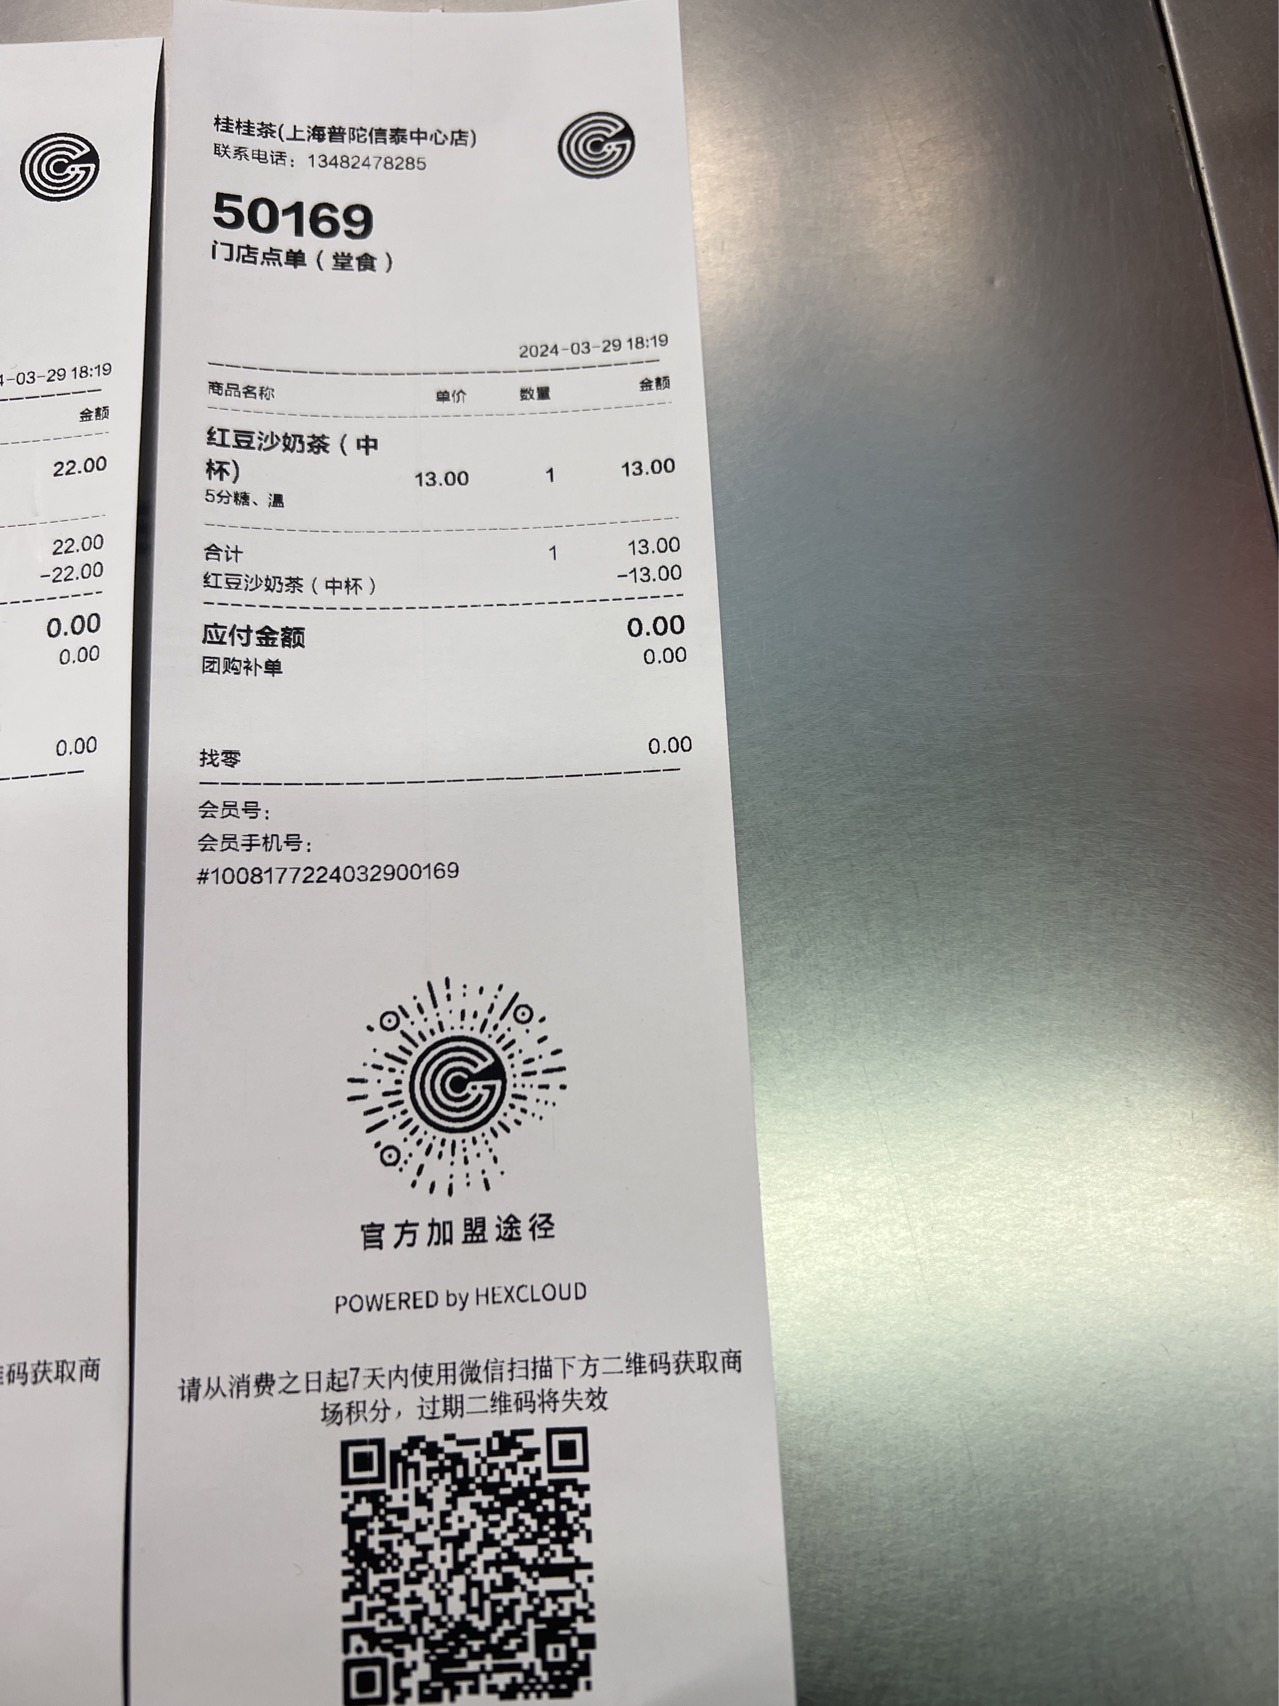 4-03-29 18:19
金额
22.00
22.00
-22.00
0.00
0.00
0.00
码获取商
桂桂茶(上海普陀信泰中心店)
联系电话：13482478285
50169
门店点单（堂食）
2024-03-29 18:19
商品名称 单价 数量 金额
红豆沙奶茶（中
杯） 13.00 1 13.00
5分糖、温
合计 1 13.00
红豆沙奶茶（中杯） -13.00
应付金额 0.00
团购补单 0.00
找零 0.00
会员号：
会员手机号：
#1008177224032900169
官方加盟途径
POWERED by HEXCLOUD
请从消费之日起7天内使用微信扫描下方二维码获取商
场积分，过期二维码将失效